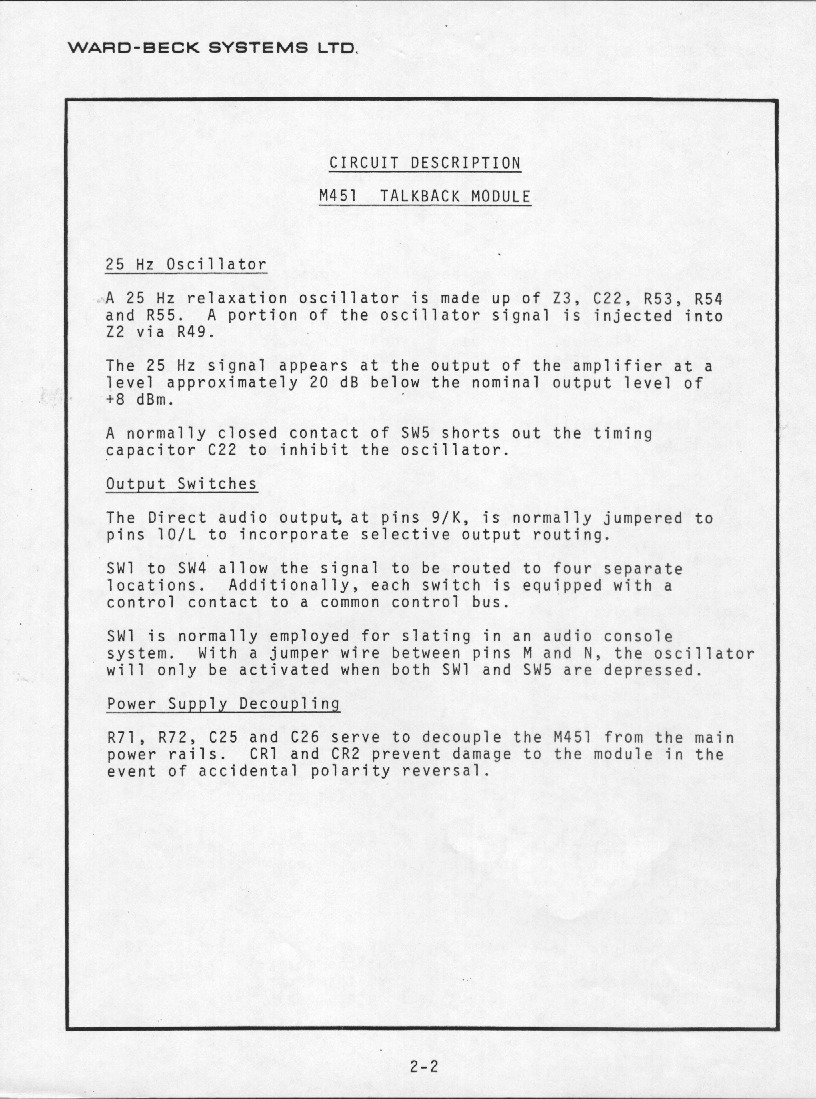 WARD-BECK SYSTEMS LTD.
CIRCUIT DESCRIPTION
M451 TALKBACK MODULE
25 Hz Oscillator
A 25 Hz relaxation oscillator is made up of Z3, C22, R53, R54
and R55. A portion of the oscillator signal is injected into
Z2 via R49.
The 25 Hz signal appears at the output of the amplifier at a
level approximately 20 dB below the nominal output level of
+8 dBm.
A normally closed contact of SW5 shorts out the timing
capacitor C22 to inhibit the oscillator.
Output Switches
The Direct audio output, at pins 9/K, is normally jumpered to
pins 10/L to incorporate selective output routing.
SW1 to SW4 allow the signal to be routed to four separate
locations. Additionally, each switch is equipped with a
control contact to a common control bus.
SW1 is normally employed for slating in an audio console
system. With a jumper wire between pins M and N, the oscillator
will only be activated when both SW1 and SW5 are depressed.
Power Supply Decoupling
R71, R72, C25 and C26 serve to decouple the M451 from the main
power rails. CR1 and CR2 prevent damage to the module in the
event of accidental polarity reversal.
2-2